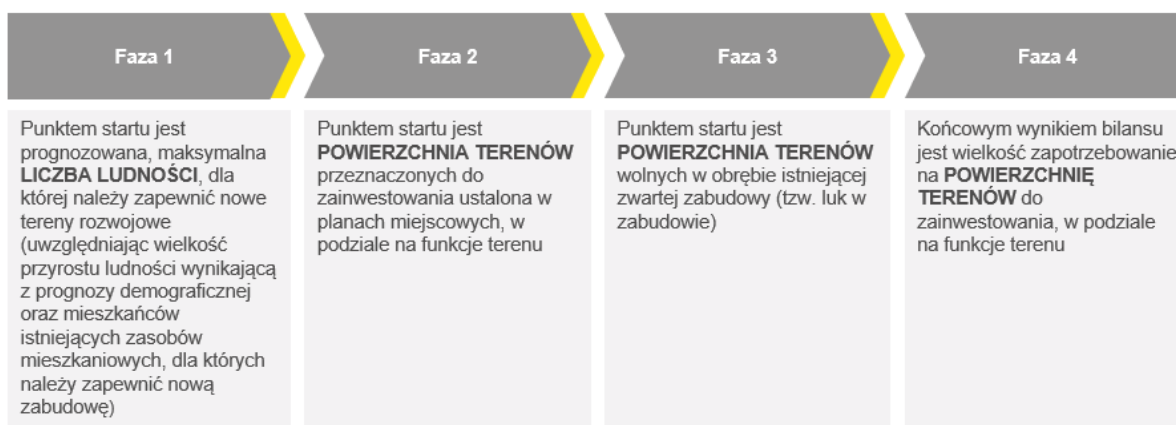 Faza 1
Faza 2
Faza 3
Faza 4
Punktem startu jest
prognozowana, maksymalna
LICZBA LUDNOŚCI, dla
której należy zapewnić nowe
tereny rozwojowe
(uwzględniając wielkość
przyrostu ludności wynikającą
z prognozy demograficznej
oraz mieszkańców
istniejących zasobów
mieszkaniowych, dla których
należy zapewnić nową
zabudowę)
Punktem startu jest
POWIERZCHNIA TERENÓW
przeznaczonych do
zainwestowania ustalona w
planach miejscowych, w
podziale na funkcje terenu
Punktem startu jest
POWIERZCHNIA TERENÓW
wolnych w obrębie istniejącej
zwartej zabudowy (tzw. luk w
zabudowie)
Końcowym wynikiem bilansu
jest wielkość zapotrzebowanie
na POWIERZCHNIĘ
TERENÓW do
zainwestowania, w podziale
na funkcje terenu